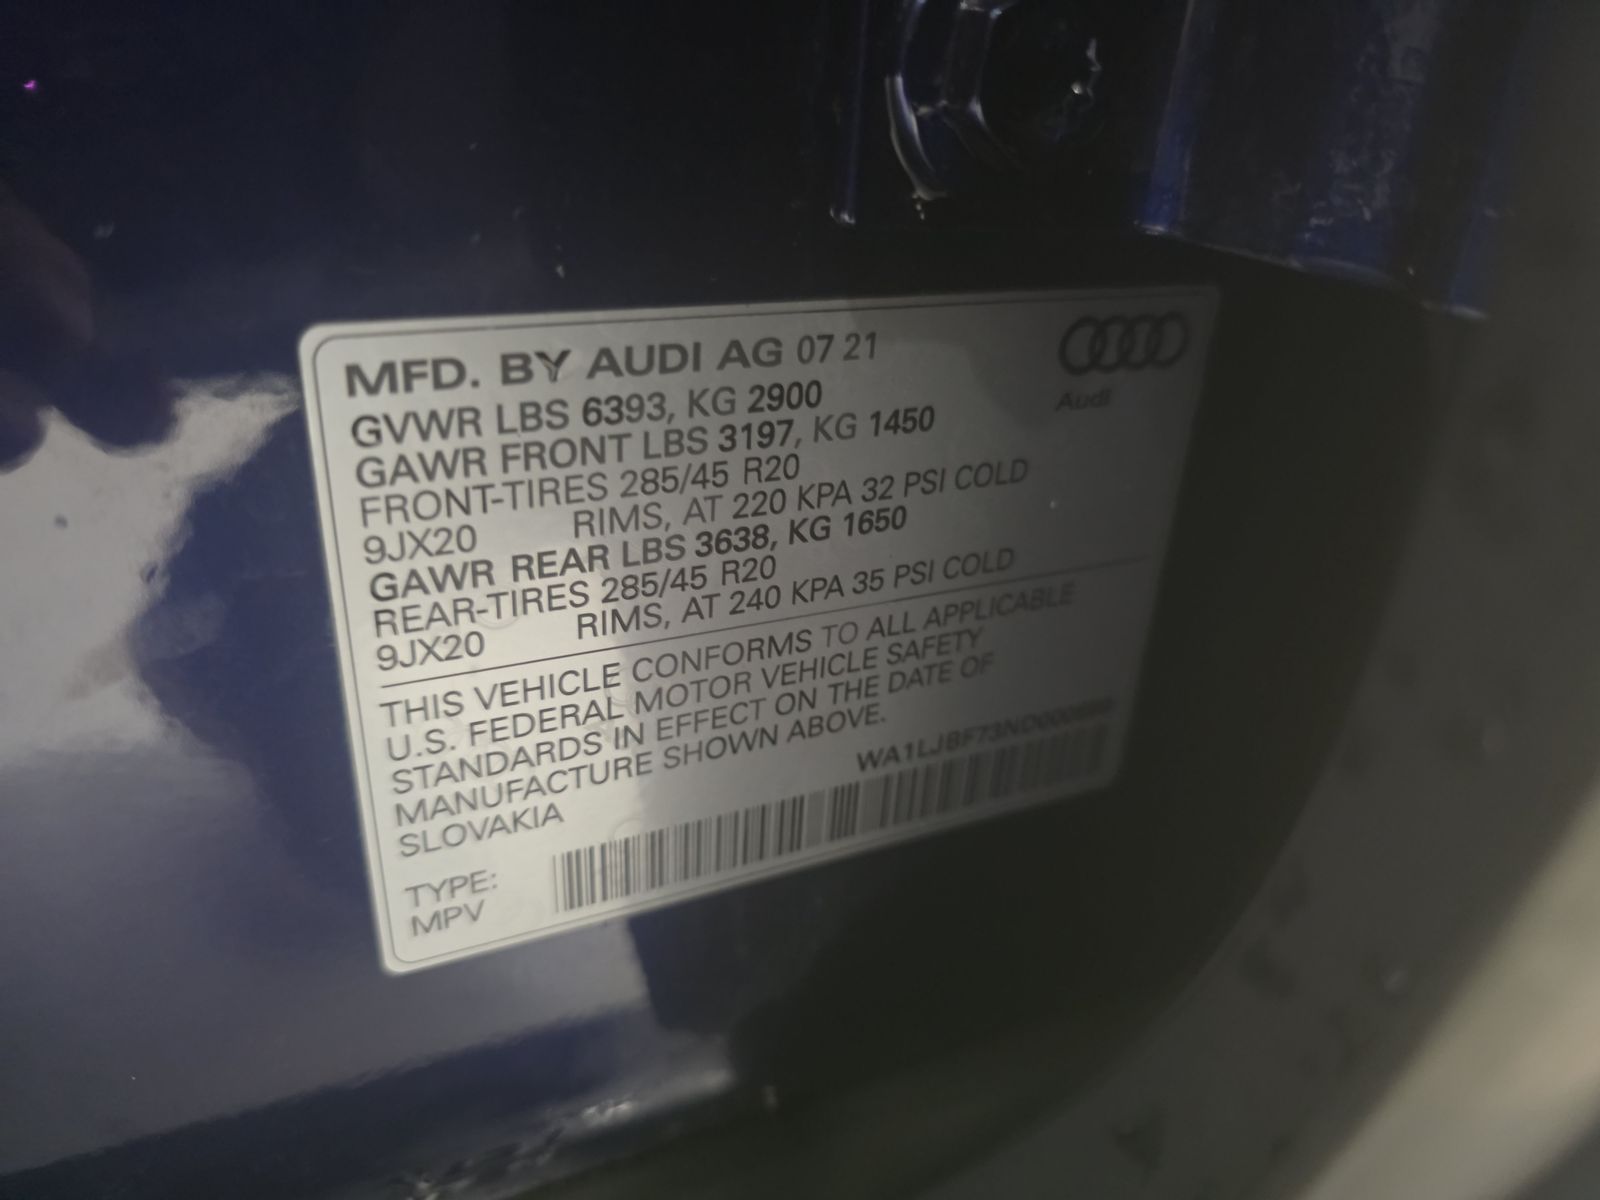 MFD. BY AUDI AG 07 21
Audi
GVWR LBS 6393, KG 2900
GAWR FRONT LBS 3197, KG 1450
FRONT-TIRES 285/45 R20
9JX20 RIMS, AT 220 KPA 32 PSI COLD
GAWR REAR LBS 3638, KG 1650
REAR-TIRES 285/45 R20
9JX20 RIMS, AT 240 KPA 35 PSI COLD
THIS VEHICLE CONFORMS TO ALL APPLICABLE
U.S. FEDERAL MOTOR VEHICLE SAFETY
STANDARDS IN EFFECT ON THE DATE OF
MANUFACTURE SHOWN ABOVE.
SLOVAKIA
TYPE:
MPV